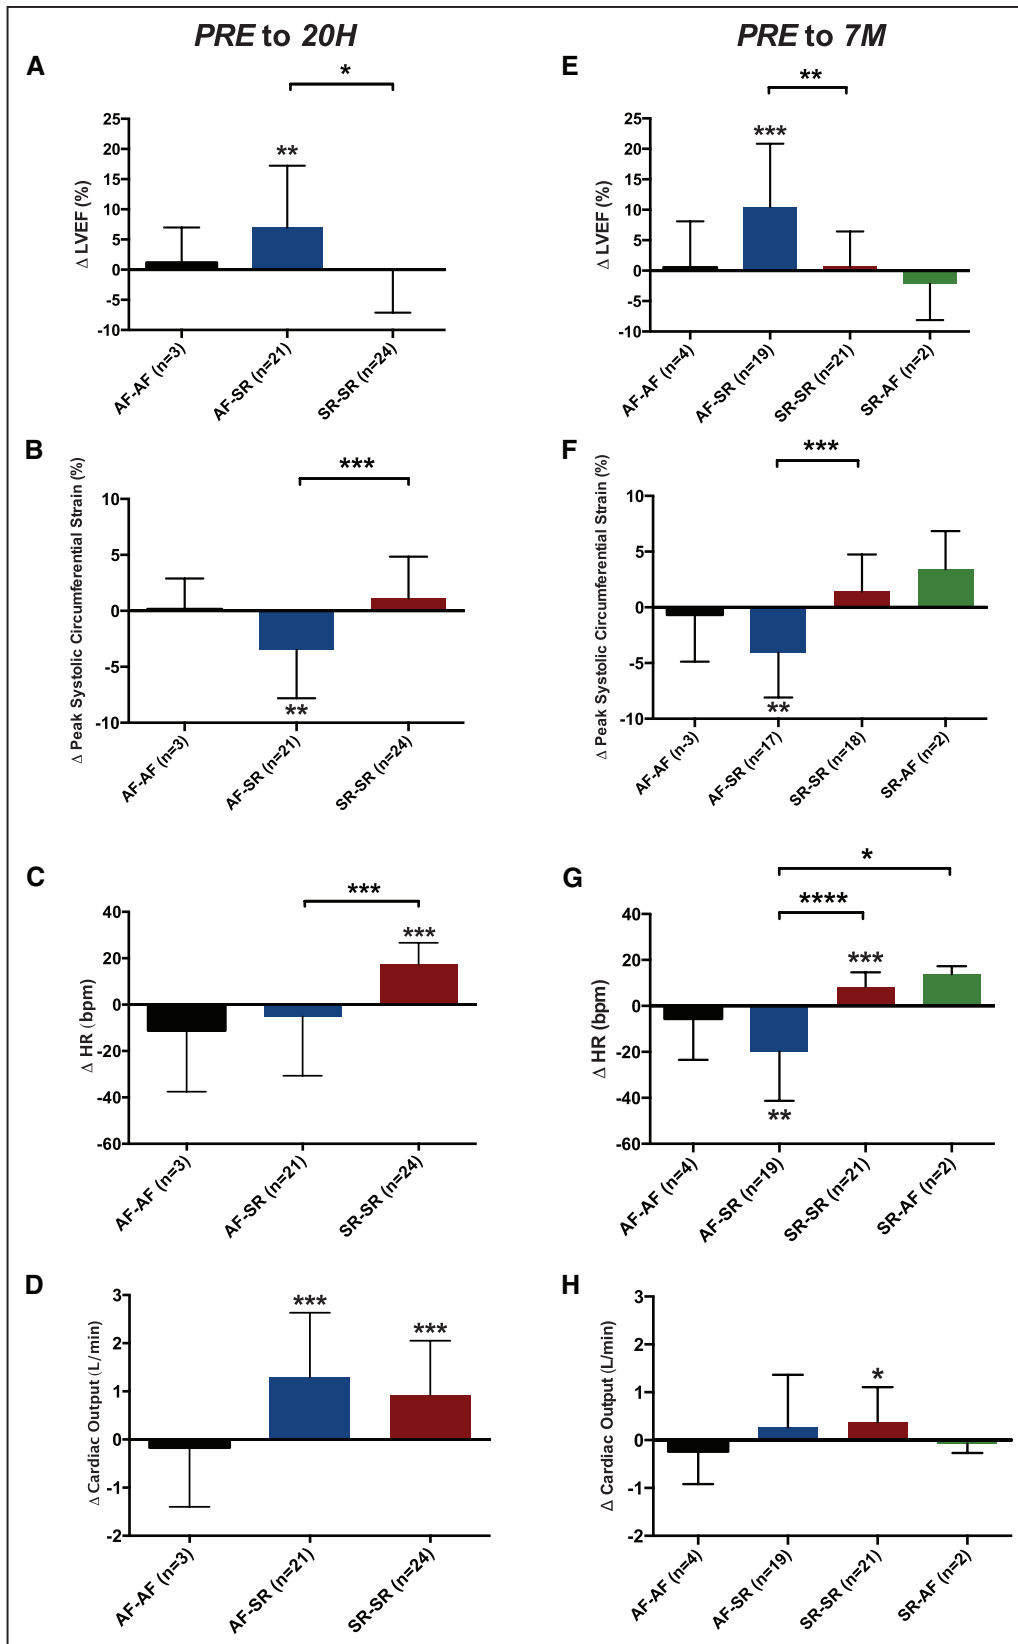 PRE to 20H
PRE to 7M
A
*
Δ LVEF (%)
25
20
15
10
5
0
-5
-10
**
AF-AF (n=3)
AF-SR (n=21)
SR-SR (n=24)
E
**
Δ LVEF (%)
25
20
15
10
5
0
-5
-10
***
AF-AF (n=4)
AF-SR (n=19)
SR-SR (n=21)
SR-AF (n=2)
B
***
Δ Peak Systolic Circumferential Strain (%)
10
5
0
-5
-10
**
AF-AF (n=3)
AF-SR (n=21)
SR-SR (n=24)
F
***
Δ Peak Systolic Circumferential Strain (%)
10
5
0
-5
-10
**
AF-AF (n-3)
AF-SR (n=17)
SR-SR (n=18)
SR-AF (n=2)
C
***
Δ HR (bpm)
40
20
0
-20
-40
-60
***
AF-AF (n=3)
AF-SR (n=21)
SR-SR (n=24)
G
*
****
Δ HR (bpm)
40
20
0
-20
-40
-60
***
**
AF-AF (n=4)
AF-SR (n=19)
SR-SR (n=21)
SR-AF (n=2)
D
Δ Cardiac Output (L/min)
3
2
1
0
-1
-2
***
***
AF-AF (n=3)
AF-SR (n=21)
SR-SR (n=24)
H
Δ Cardiac Output (L/min)
3
2
1
0
-1
-2
*
AF-AF (n=4)
AF-SR (n=19)
SR-SR (n=21)
SR-AF (n=2)